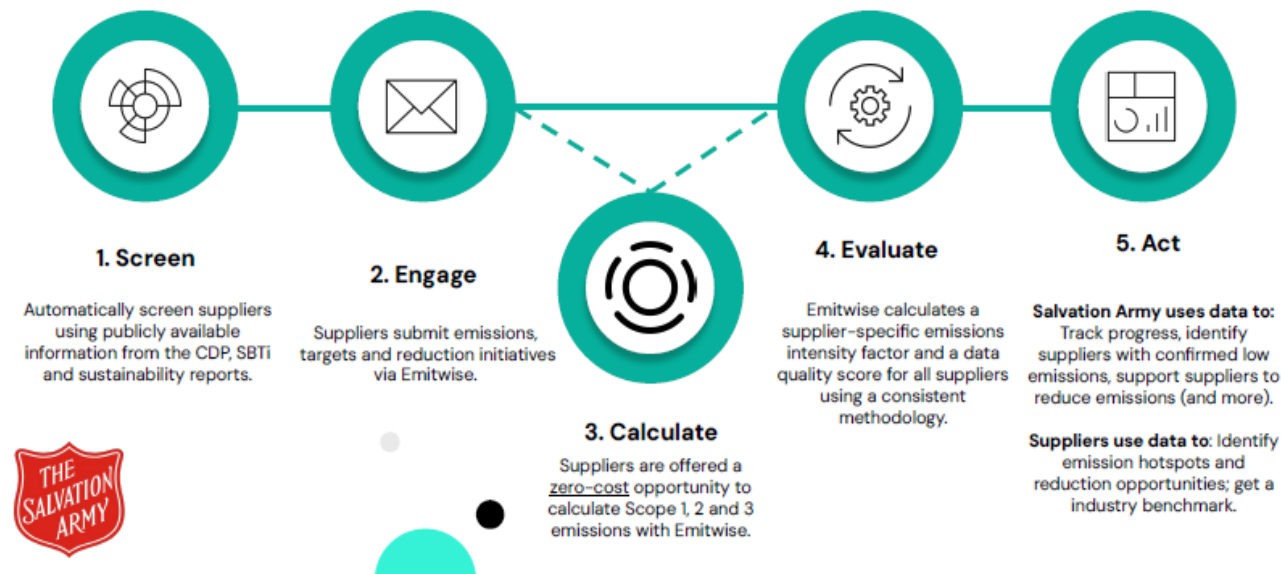 1. Screen
Automatically screen suppliers
using publicly available
information from the CDP, SBTi
and sustainability reports.
2. Engage
Suppliers submit emissions,
targets and reduction initiatives
via Emitwise.
3. Calculate
Suppliers are offered a
zero-cost opportunity to
calculate Scope 1, 2 and 3
emissions with Emitwise.
4. Evaluate
Emitwise calculates a
supplier-specific emissions
intensity factor and a data
quality score for all suppliers
using a consistent
methodology.
5. Act
Salvation Army uses data to:
Track progress, identify
suppliers with confirmed low
emissions, support suppliers to
reduce emissions (and more).
Suppliers use data to: Identify
emission hotspots and
reduction opportunities; get a
industry benchmark.
THE
SALVATION
ARMY